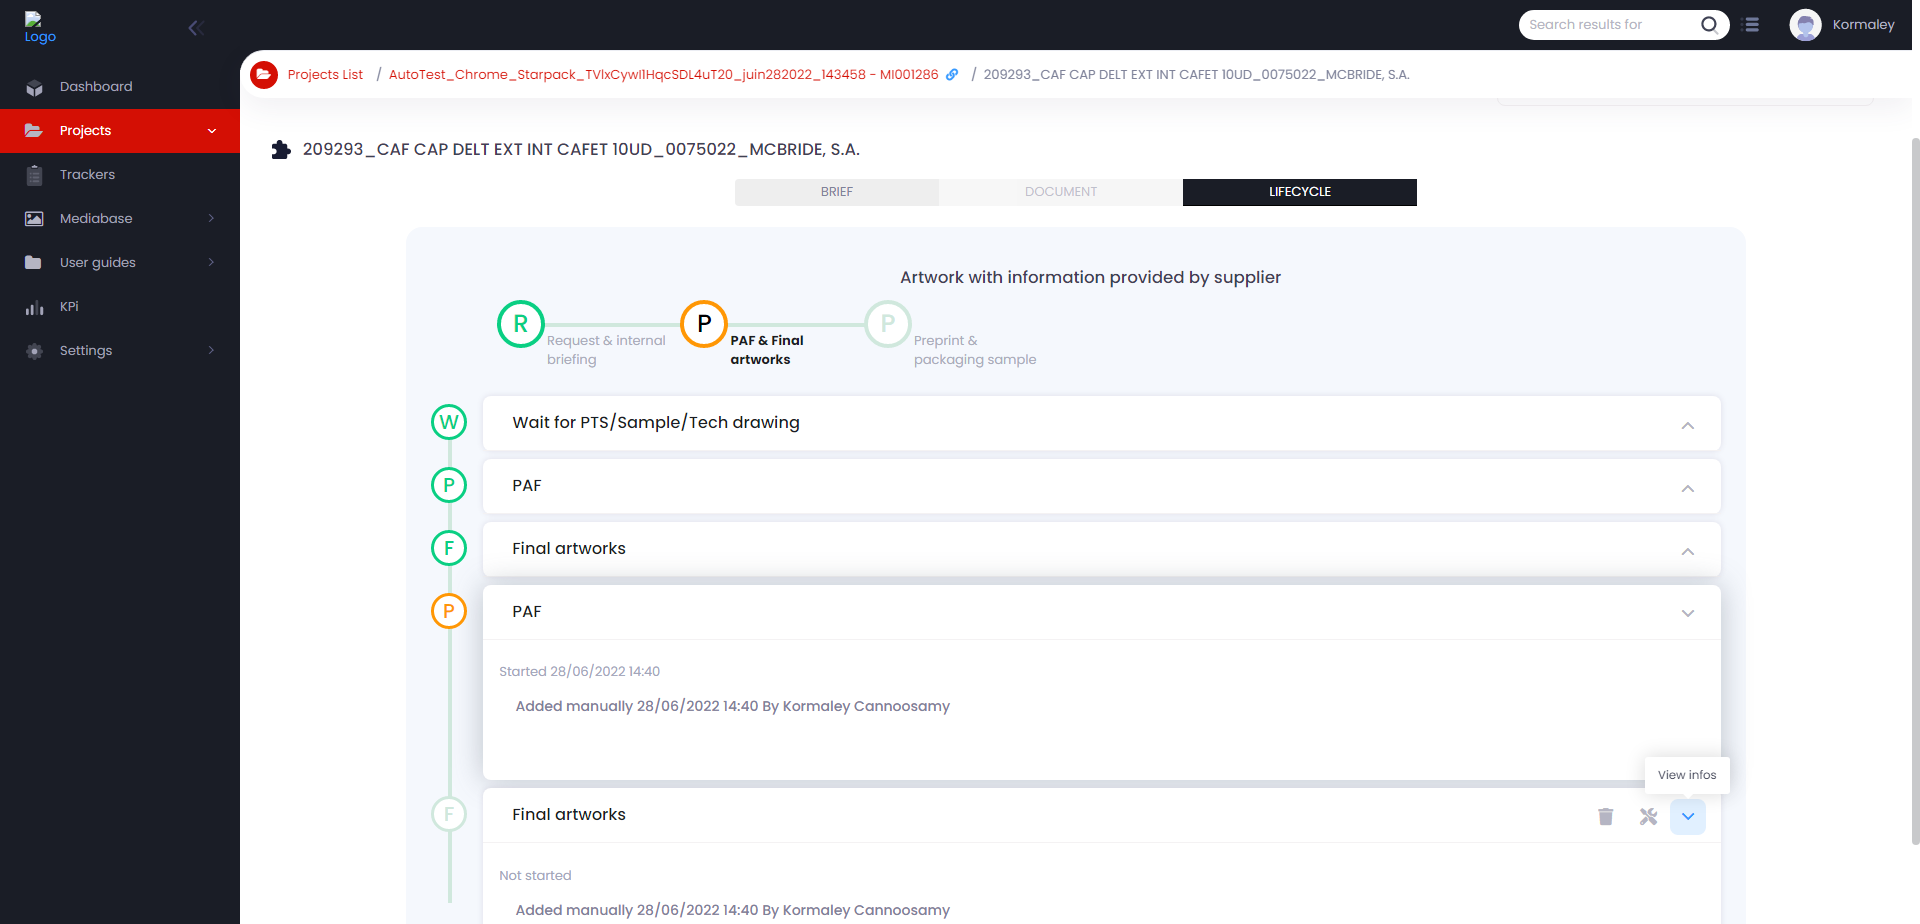 Logo
Search results for
Kormaley
Dashboard
Projects
Trackers
Mediabase
User guides
KPi
Settings
Projects List / AutoTest_Chrome_Starpack_TVlxCywI1HqcSDL4uT20_juin282022_143458 - MI001286 / 209293_CAF CAP DELT EXT INT CAFET 10UD_0075022_MCBRIDE, S.A.
209293_CAF CAP DELT EXT INT CAFET 10UD_0075022_MCBRIDE, S.A.
BRIEF
DOCUMENT
LIFECYCLE
Artwork with information provided by supplier
R
Request & internal
briefing
P
PAF & Final
artworks
P
Preprint &
packaging sample
W
Wait for PTS/Sample/Tech drawing
P
PAF
F
Final artworks
P
PAF
Started 28/06/2022 14:40
Added manually 28/06/2022 14:40 By Kormaley Cannoosamy
View infos
F
Final artworks
Not started
Added manually 28/06/2022 14:40 By Kormaley Cannoosamy